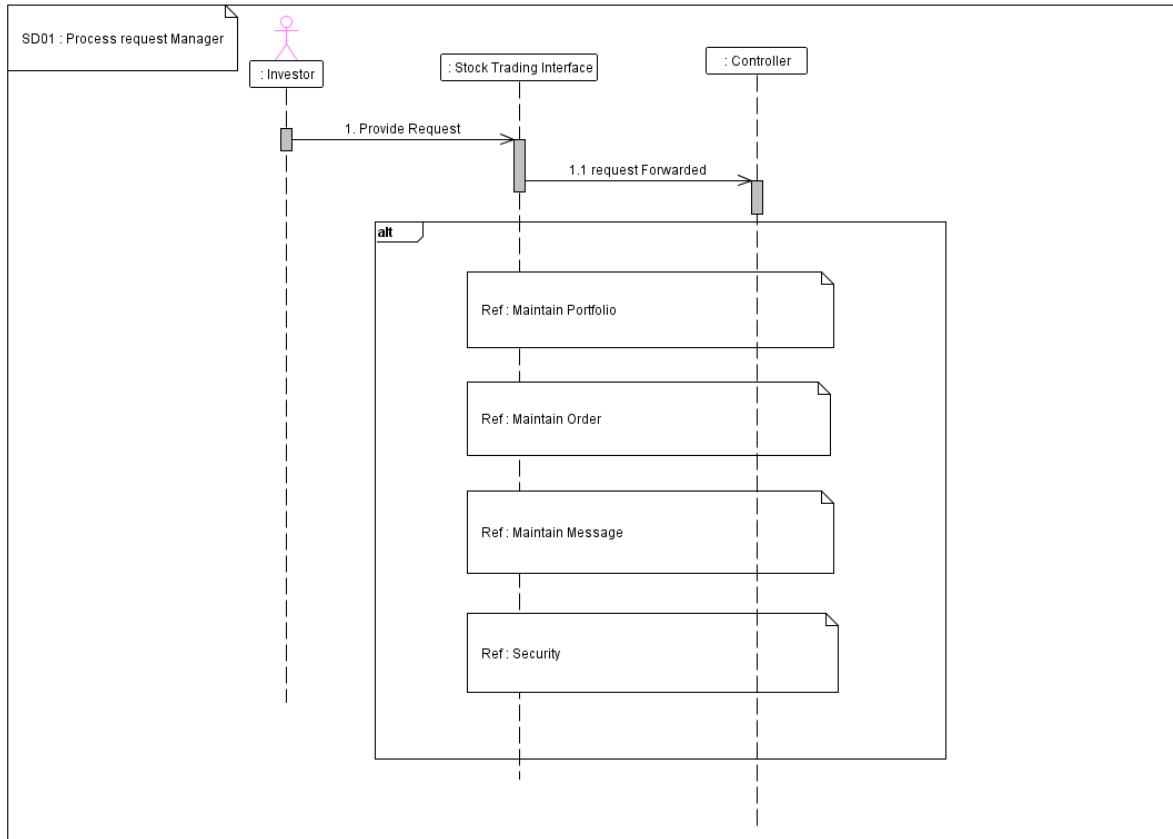 SD01 : Process request Manager
: Investor
: Stock Trading Interface
: Controller
1. Provide Request
1.1 request Forwarded
alt
Ref : Maintain Portfolio
Ref : Maintain Order
Ref : Maintain Message
Ref : Security